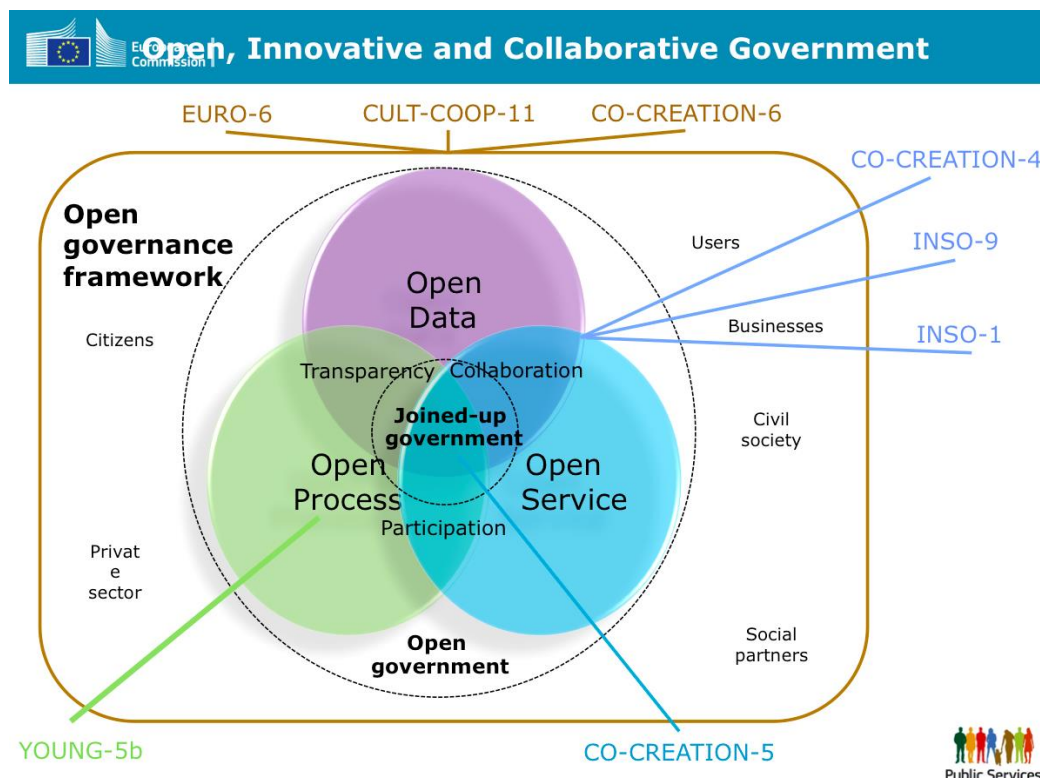 European
Commission
Open, Innovative and Collaborative Government
EURO-6
CULT-COOP-11
CO-CREATION-6
CO-CREATION-4
INSO-9
INSO-1
Open
governance
framework
Users
Citizens
Businesses
Open
Data
Transparency
Collaboration
Joined-up
government
Civil
society
Open
Process
Open
Service
Participation
Privat
e
sector
Open
government
Social
partners
YOUNG-5b
CO-CREATION-5
Public Services